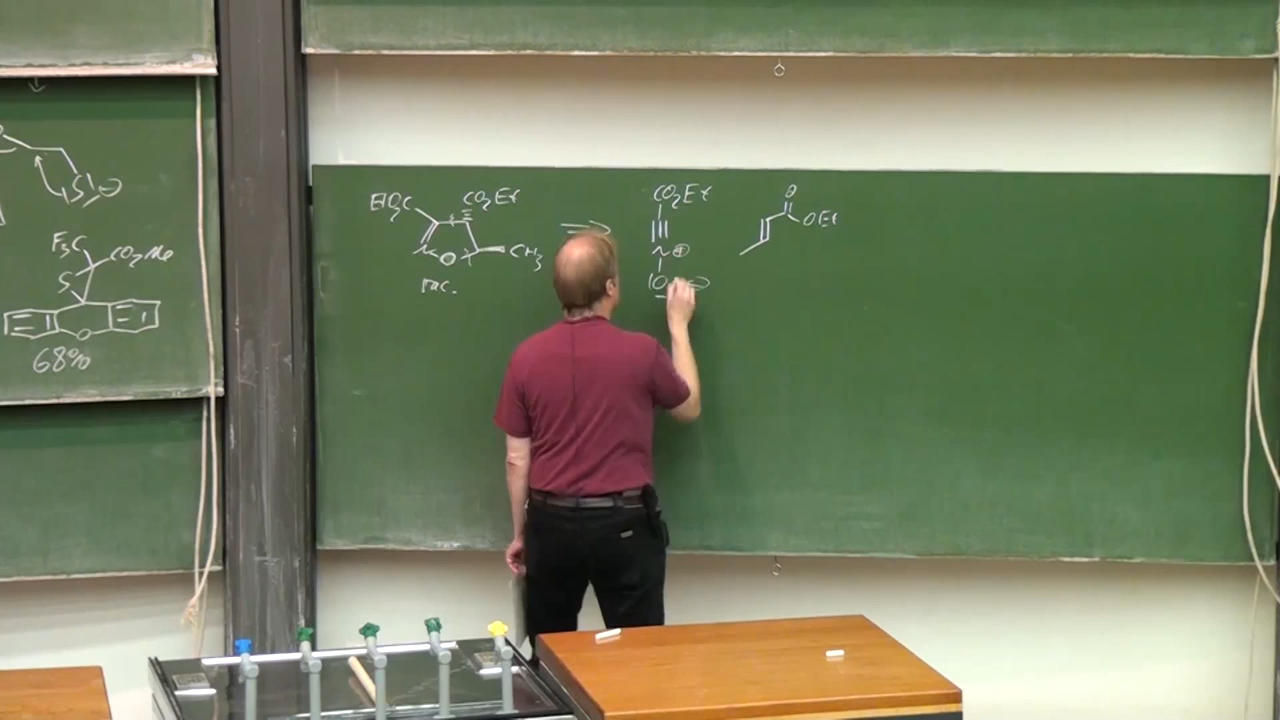 F₃C
CO₂Me
S
O
68%
EtO₂C
CO₂Et
N
O
CH₃
rac.
CO₂Et
N⊕
|O
⊖
O
OEt
S
⊖